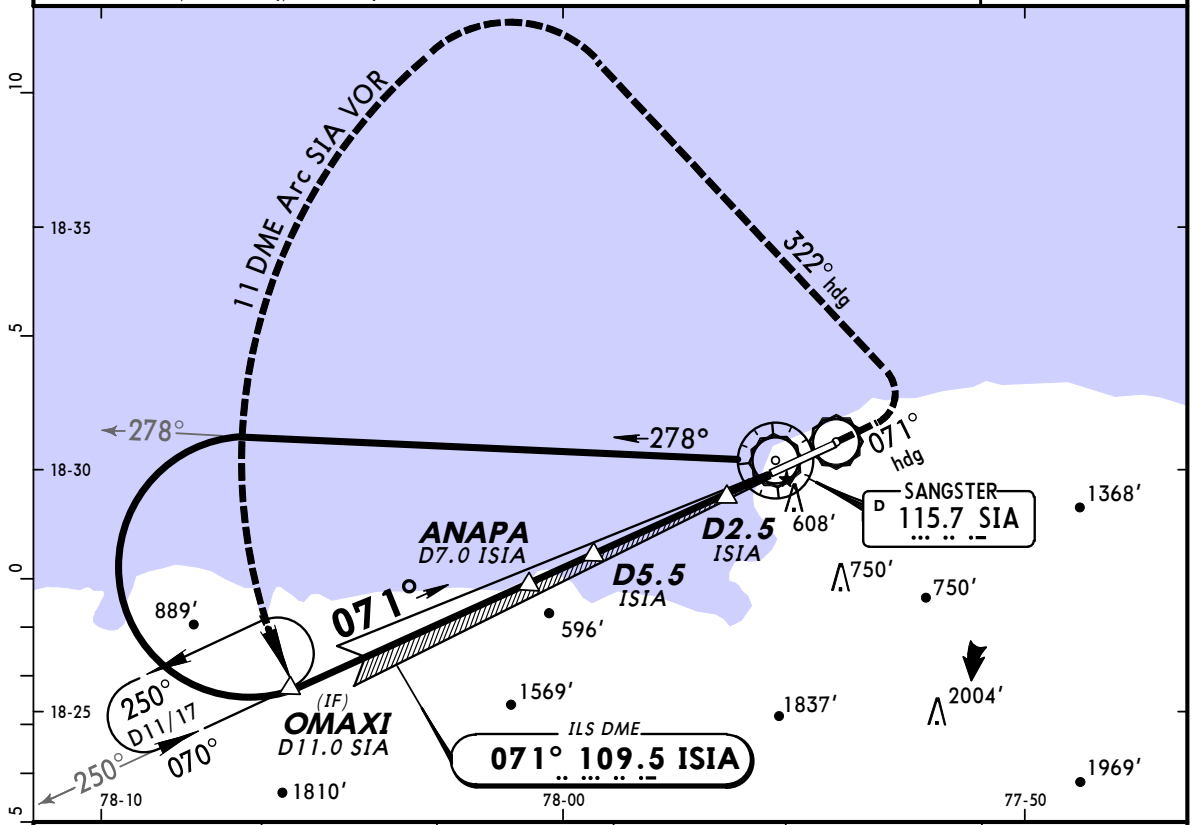 10
11 DME Arc SIA VOR
18-35
322° hdg
5
278°
278°
071°
hdg
18-30
SANGSTER
D 115.7 SIA
1368'
608'
ANAPA
D7.0 ISIA
D2.5
ISIA
D5.5
ISIA
750'
750'
0
071°
889'
596'
250°
D11/17
(IF)
OMAXI
D11.0 SIA
1569'
1837'
2004'
18-25
ILS DME
071° 109.5 ISIA
070°
250°
1810'
1969'
5
78-10
78-00
77-50